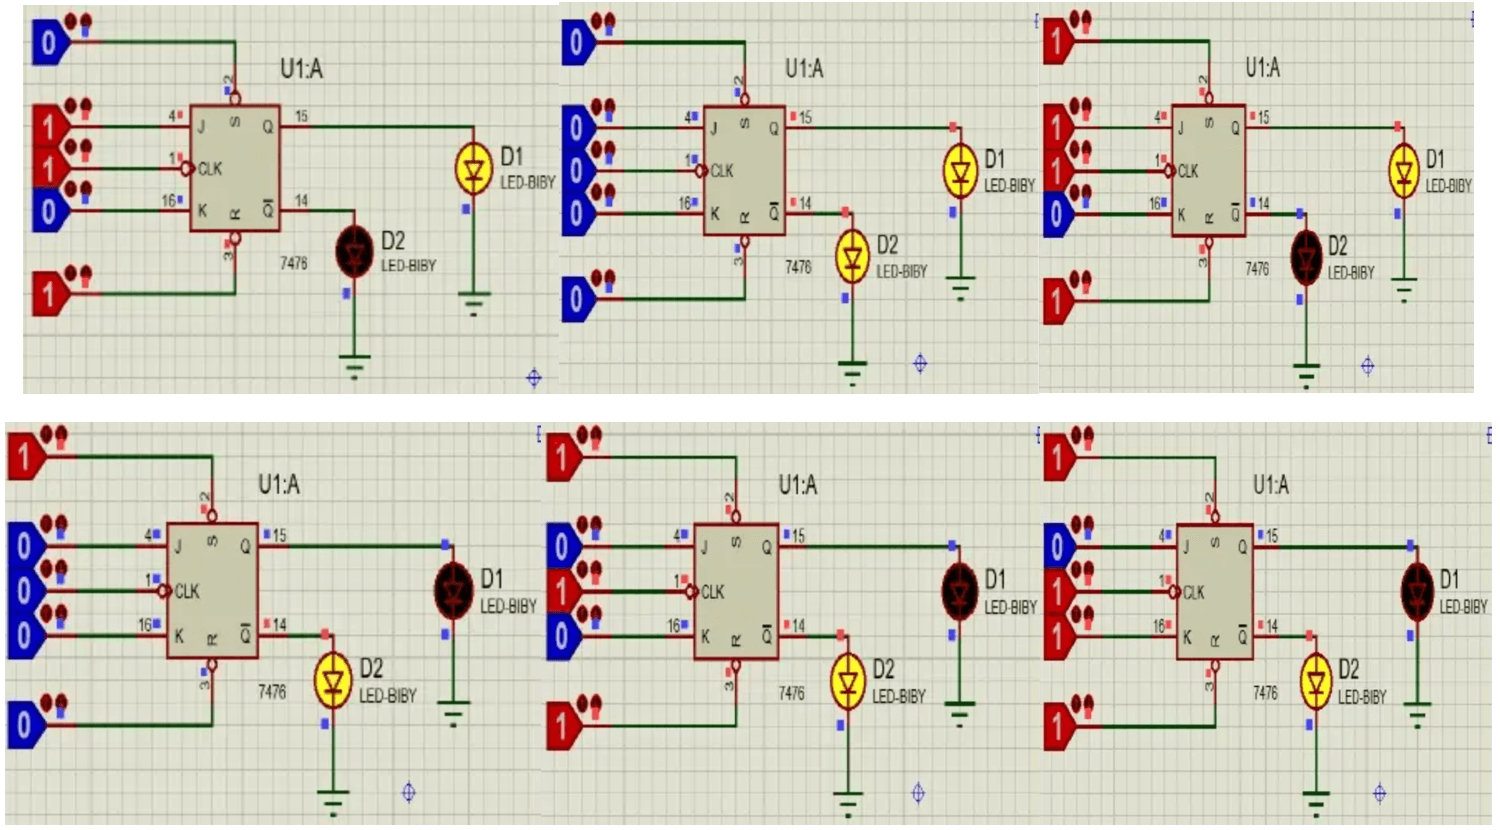 0
U1:A
2
1 4 J S Q 15
1 1 CLK
0 16 K R Q 14
D1
LED-BIBY
3
7476
D2
LED-BIBY
1
0
U1:A
2
0 4 J S Q 15
0 1 CLK
0 16 K R Q 14
D1
LED-BIBY
3
7476
D2
LED-BIBY
0
1
U1:A
2
1 4 J S Q 15
1 1 CLK
0 16 K R Q 14
D1
LED-BIBY
3
7476
D2
LED-BIBY
1
1
U1:A
2
0 4 J S Q 15
0 1 CLK
0 16 K R Q 14
D1
LED-BIBY
3
7476
D2
LED-BIBY
0
1
U1:A
2
0 4 J S Q 15
1 1 CLK
0 16 K R Q 14
D1
LED-BIBY
3
7476
D2
LED-BIBY
1
1
U1:A
2
0 4 J S Q 15
1 1 CLK
1 16 K R Q 14
D1
LED-BIBY
3
7476
D2
LED-BIBY
1